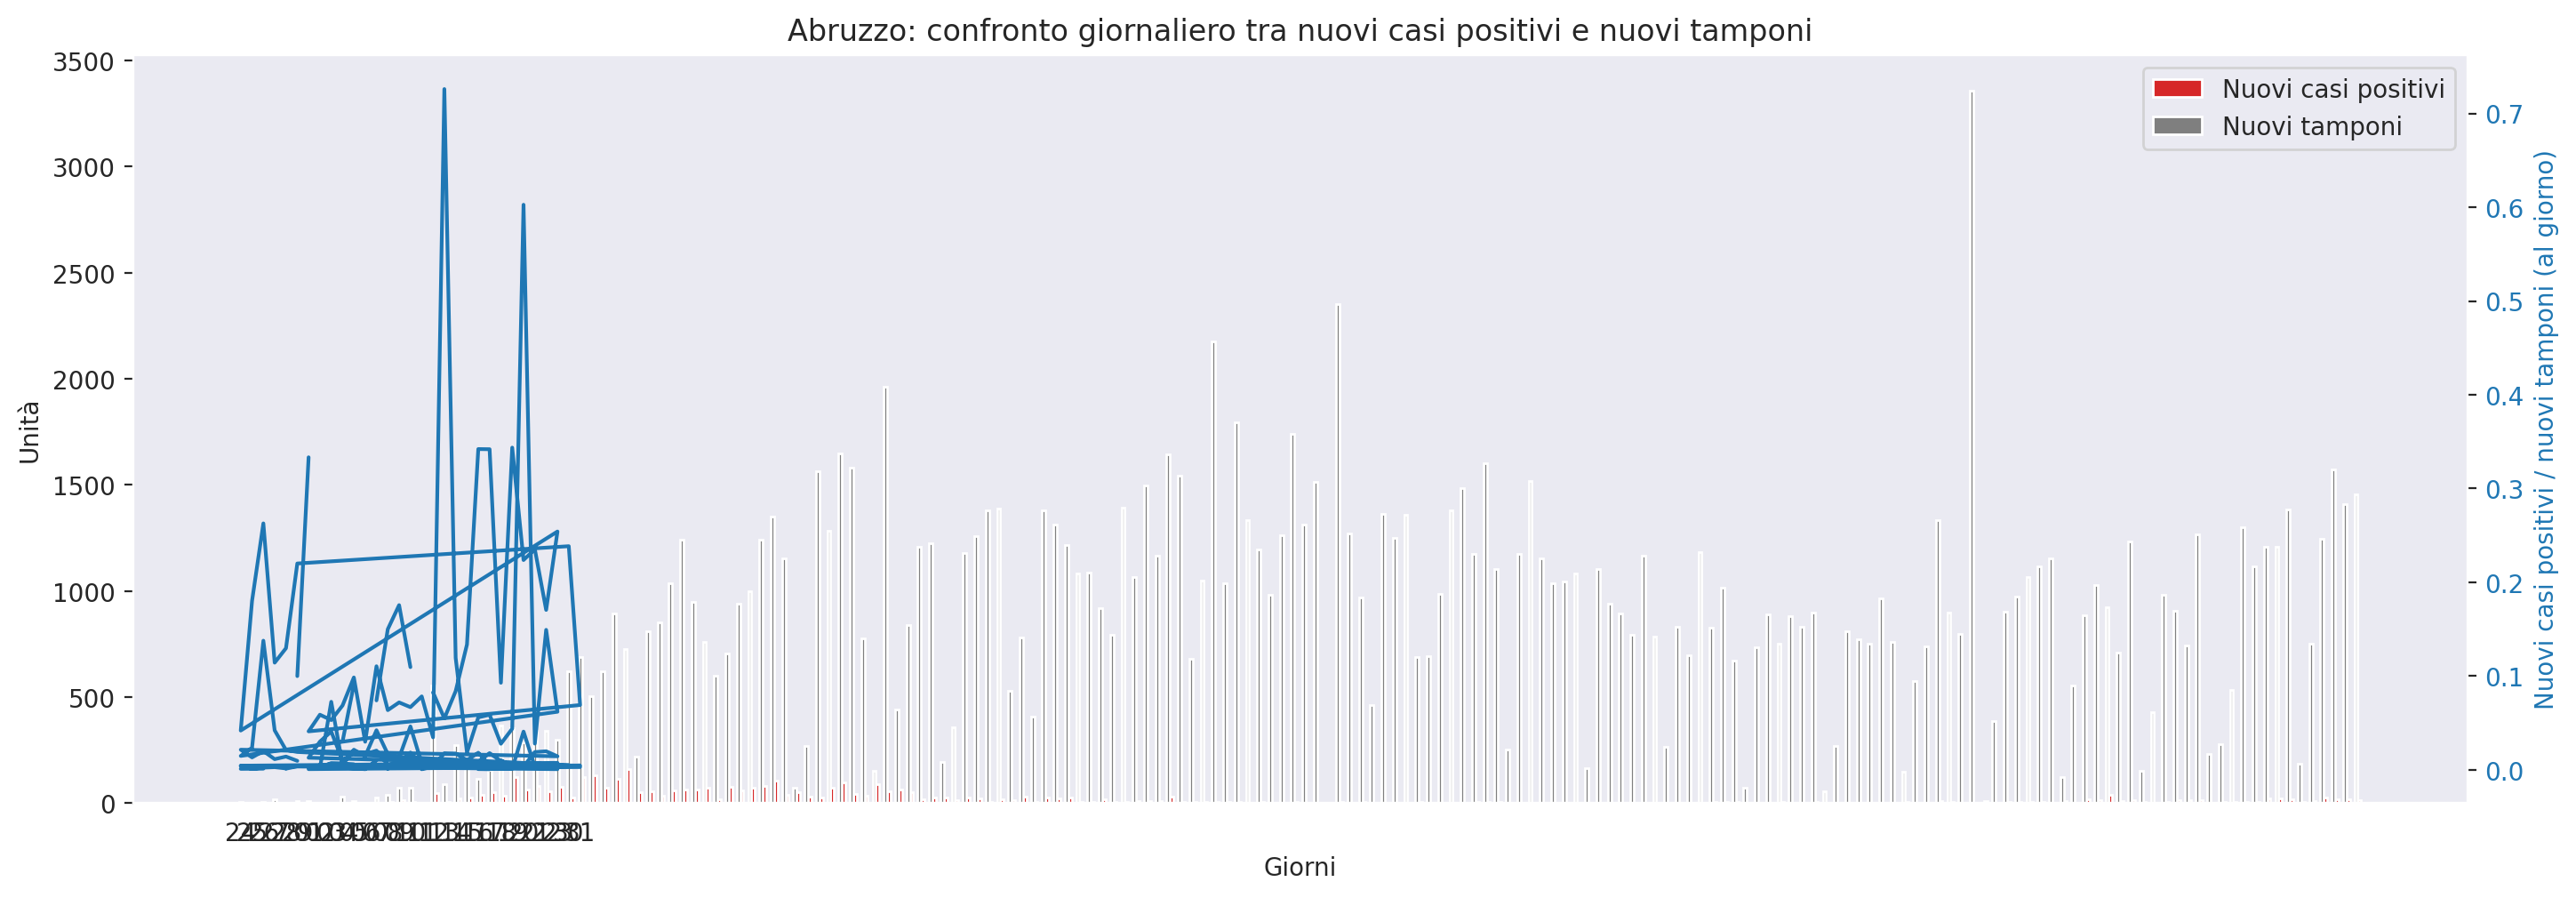 Abruzzo: confronto giornaliero tra nuovi casi positivi e nuovi tamponi
Nuovi casi positivi
Nuovi tamponi
3500
3000
2500
2000
1500
1000
500
0
Unità
0.7
0.6
0.5
0.4
0.3
0.2
0.1
0.0
Nuovi casi positivi / nuovi tamponi (al giorno)
Giorni